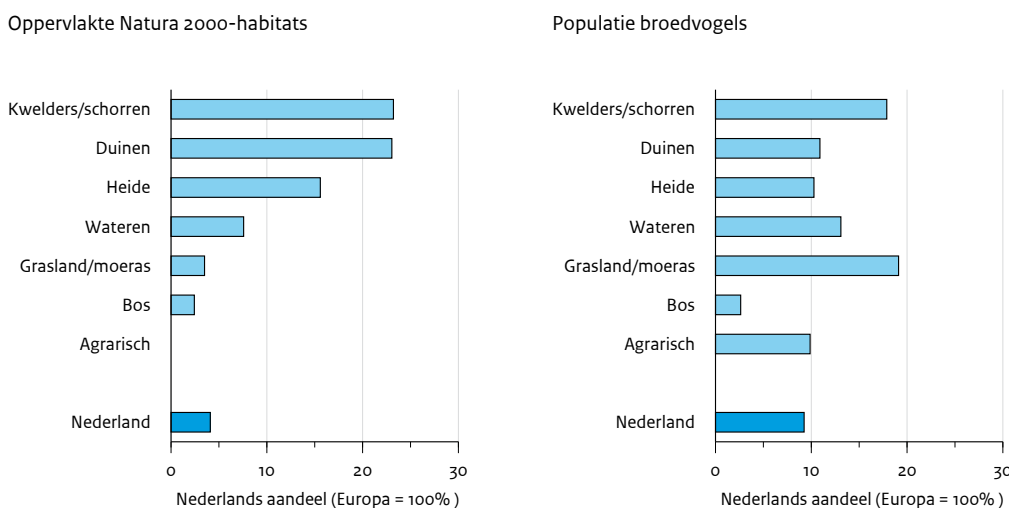 Oppervlakte Natura 2000-habitats
Kwelders/schorren
Duinen
Heide
Wateren
Grasland/moeras
Bos
Agrarisch
Nederland
0 10 20 30
Nederlands aandeel (Europa = 100% )
Populatie broedvogels
Kwelders/schorren
Duinen
Heide
Wateren
Grasland/moeras
Bos
Agrarisch
Nederland
0 10 20 30
Nederlands aandeel (Europa = 100% )